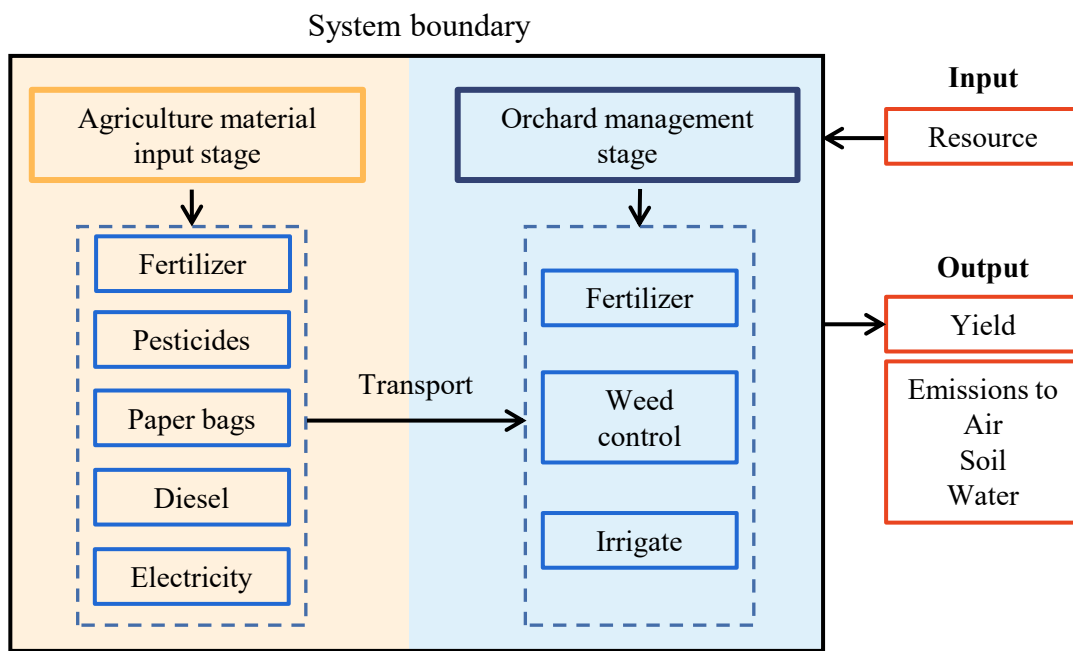 System boundary
Agriculture material
input stage
Fertilizer
Pesticides
Paper bags
Diesel
Electricity
Transport
Orchard management
stage
Fertilizer
Weed
control
Irrigate
Input
Resource
Output
Yield
Emissions to
Air
Soil
Water